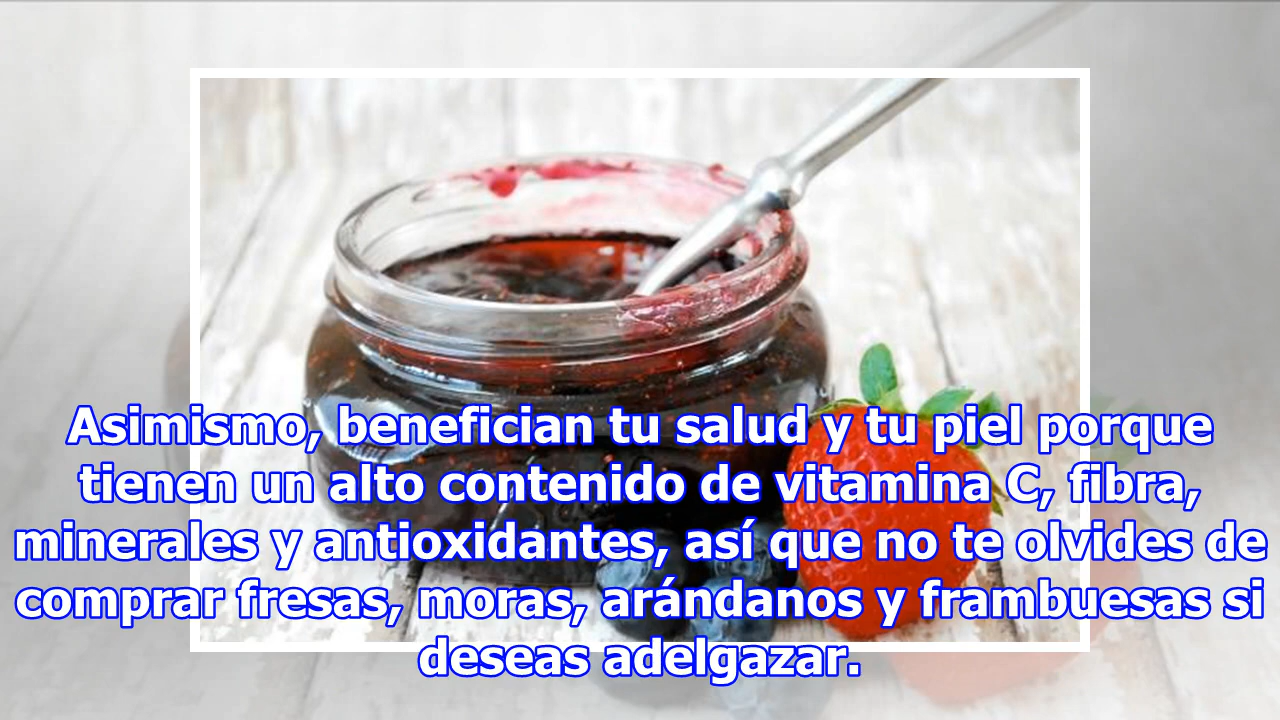 Asimismo, benefician tu salud y tu piel porque
tienen un alto contenido de vitamina C, fibra,
minerales y antioxidantes, así que no te olvides de
comprar fresas, moras, arándanos y frambuesas si
deseas adelgazar.